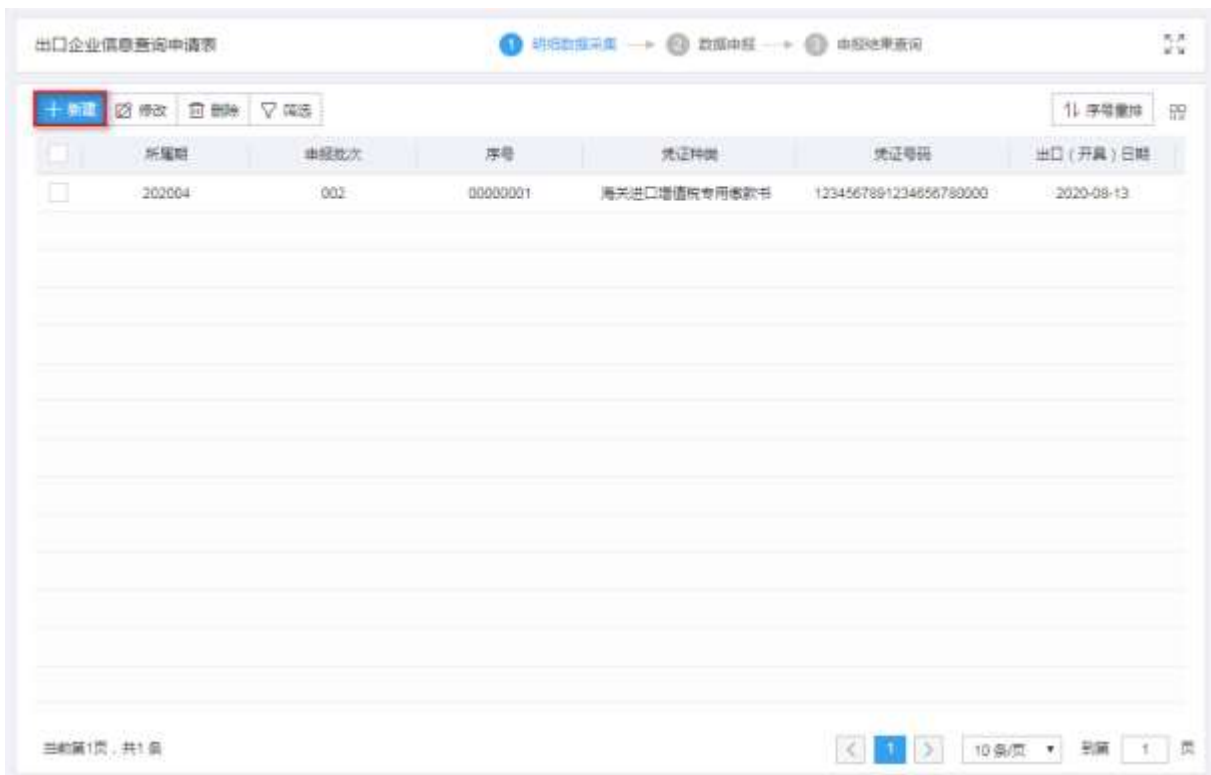 出口企业信息查询申请表 1 明细数据采集 2 数据申报 3 申报结果查询
新建 修改 删除 筛选 序号重排
所属期 申报批次 序号 凭证种类 凭证号码 出口(开具)日期
202004 002 00000001 海关进口增值税专用缴款书 1234567891234656780000 2020-08-13
当前第1页,共1条 1 10条/页 到第 1 页